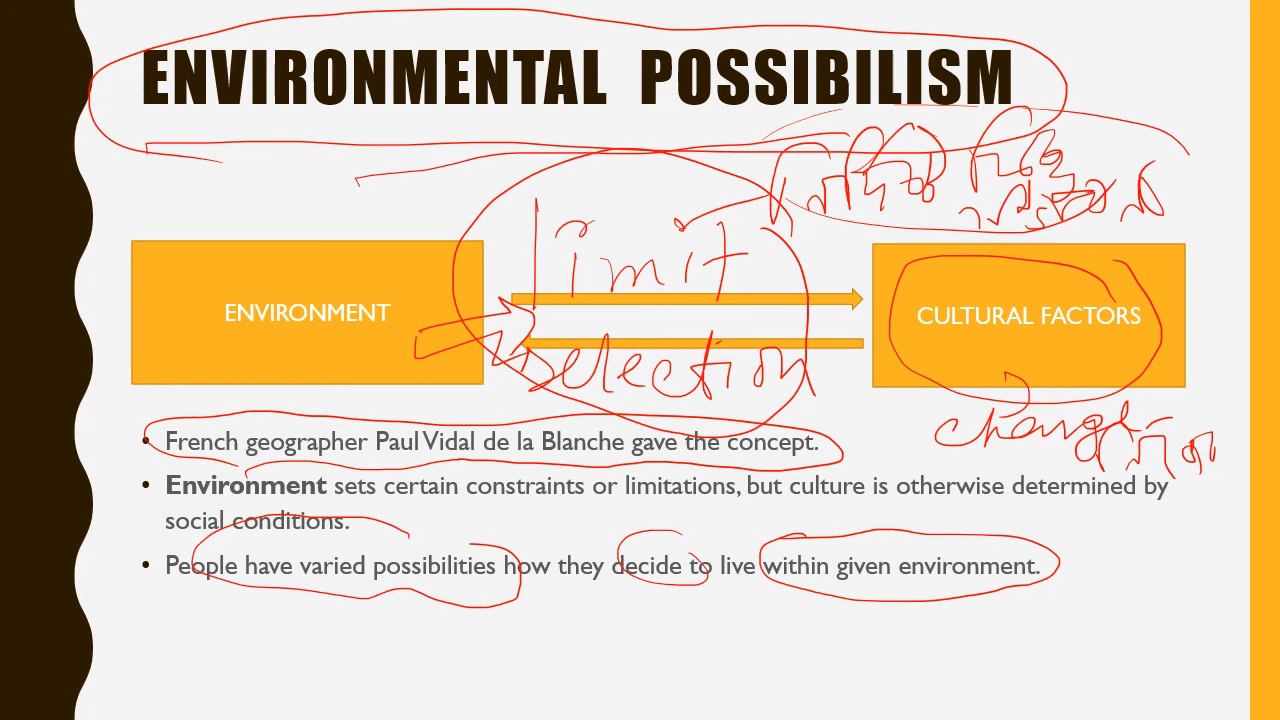 ENVIRONMENTAL POSSIBILISM
limit
ENVIRONMENT
CULTURAL FACTORS
selection
change
• French geographer Paul Vidal de la Blanche gave the concept.
• Environment sets certain constraints or limitations, but culture is otherwise determined by
social conditions.
• People have varied possibilities how they decide to live within given environment.